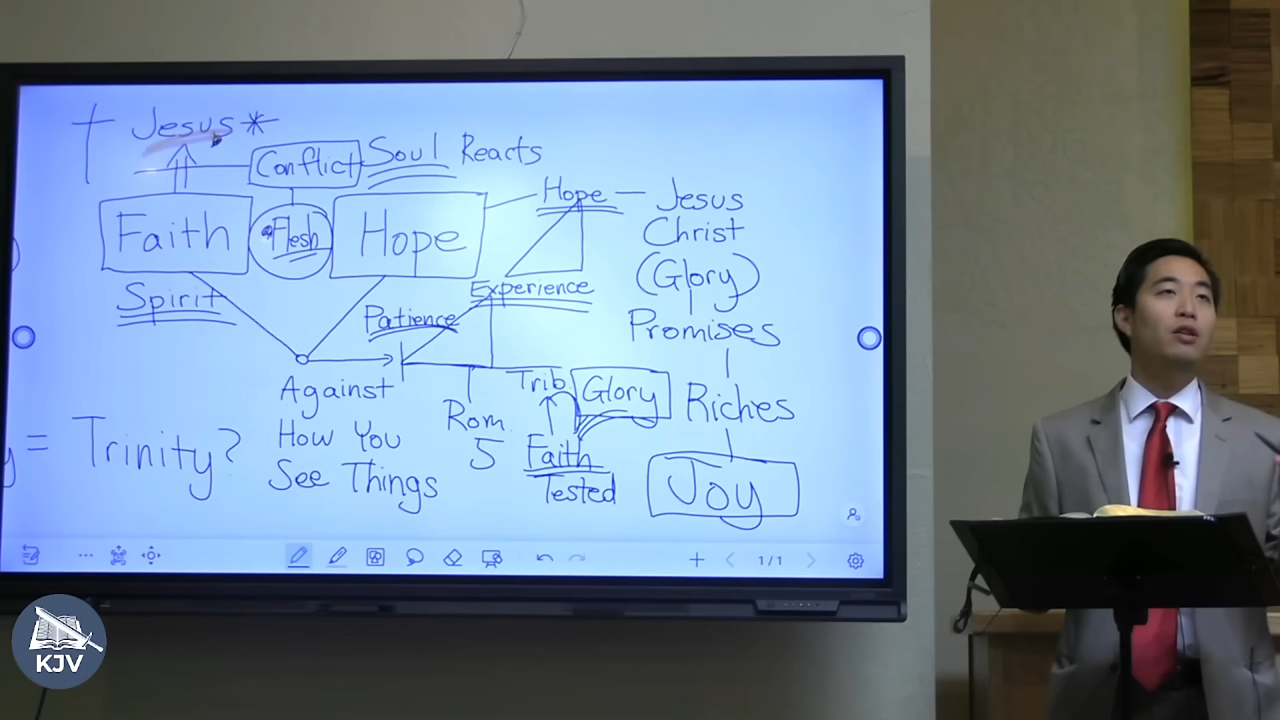 † Jesus *
Conflict Soul Reacts
Faith Flesh Hope
Hope — Jesus
Christ
(Glory)
Promises
Riches
Joy
Spirit
Patience
Experience
Against
How You
See Things
Rom
5
Trib
Glory
Faith
Tested
= Trinity?
1/1
KJV